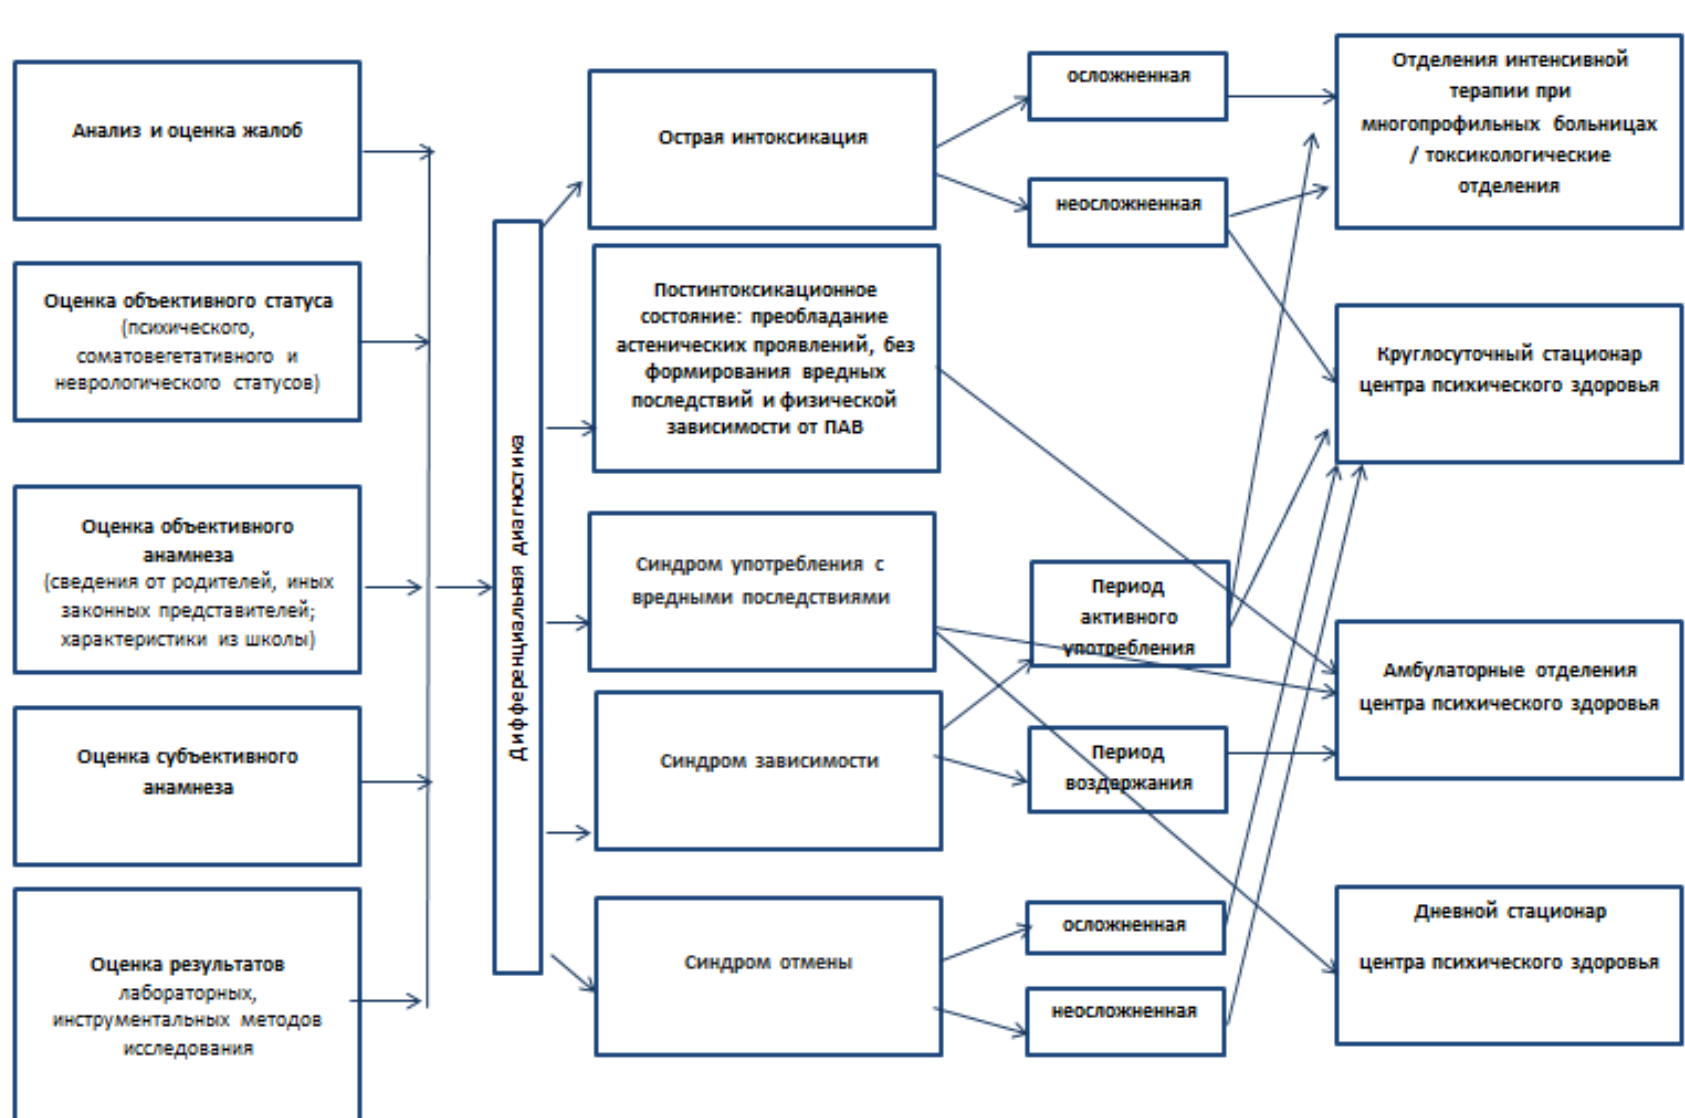 Анализ и оценка жалоб
Оценка объективного статуса
(психического,
соматовегетативного и
неврологического статусов)
Оценка объективного
анамнеза
(сведения от родителей, иных
законных представителей;
характеристики из школы)
Оценка субъективного
анамнеза
Оценка результатов
лабораторных,
инструментальных методов
исследования
Дифференциальная диагностика
Острая интоксикация
Постинтоксикационное
состояние: преобладание
астенических проявлений, без
формирования вредных
последствий и физической
зависимости от ПАВ
Синдром употребления с
вредными последствиями
Синдром зависимости
Синдром отмены
осложненная
неосложненная
Период
активного
употребления
Период
воздержания
осложненная
неосложненная
Отделения интенсивной
терапии при
многопрофильных больницах
/ токсикологические
отделения
Круглосуточный стационар
центра психического здоровья
Амбулаторные отделения
центра психического здоровья
Дневной стационар
центра психического здоровья